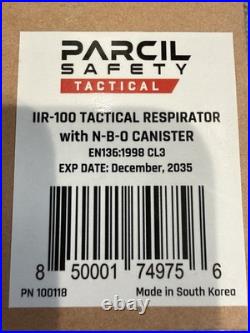 PARCIL
SAFETY
TACTICAL
IIR-100 TACTICAL RESPIRATOR
with N-B-O CANISTER
EN136:1998 CL3
EXP DATE: December, 2035
8 50001 74975 6
PN 100118
Made in South Korea